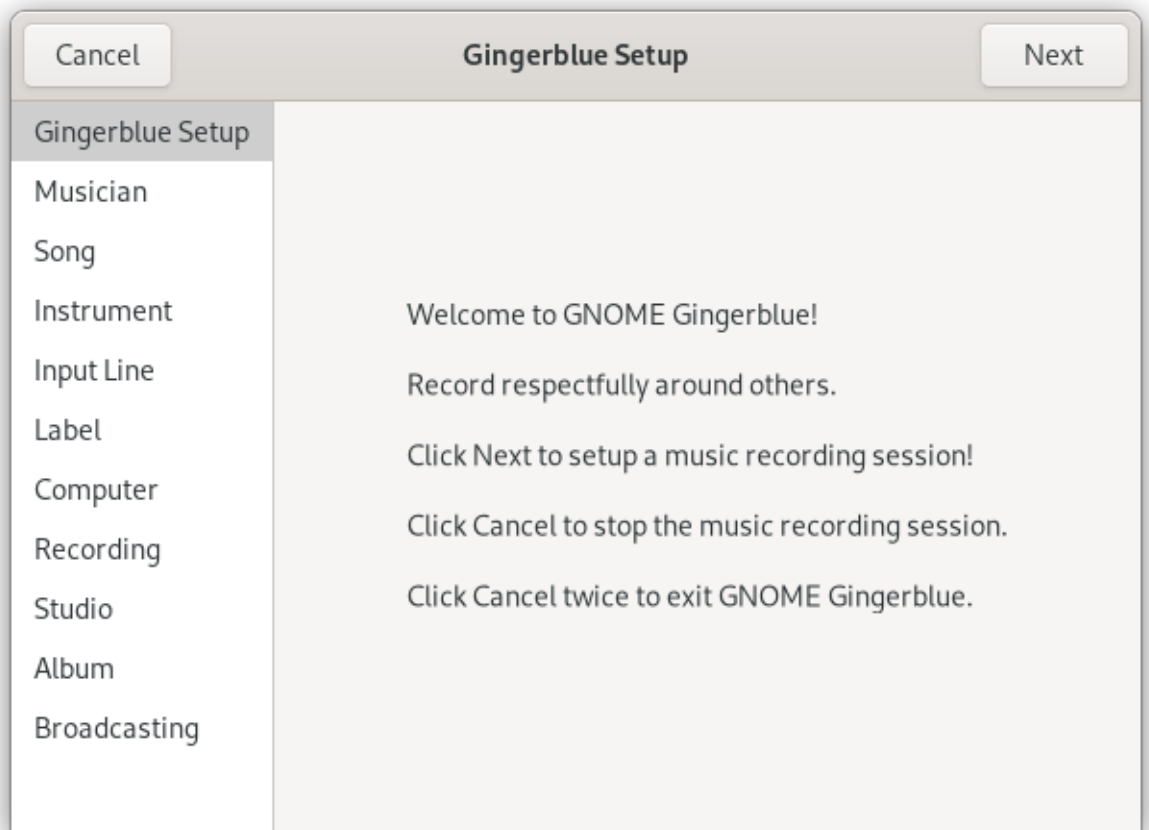 Cancel
Gingerblue Setup
Next
Gingerblue Setup
Musician
Song
Instrument
Input Line
Label
Computer
Recording
Studio
Album
Broadcasting
Welcome to GNOME Gingerblue!
Record respectfully around others.
Click Next to setup a music recording session!
Click Cancel to stop the music recording session.
Click Cancel twice to exit GNOME Gingerblue.